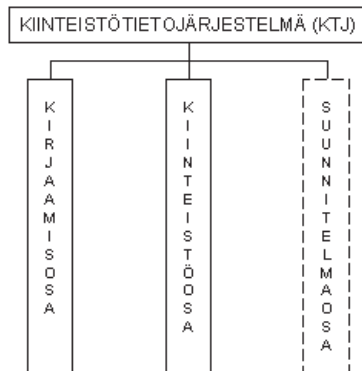 KIINTEISTÖTIETOJÄRJESTELMÄ (KTJ)
KIRJAAMISOSA
KIINTEISTÖOSA
SUUNNITELMAOSA